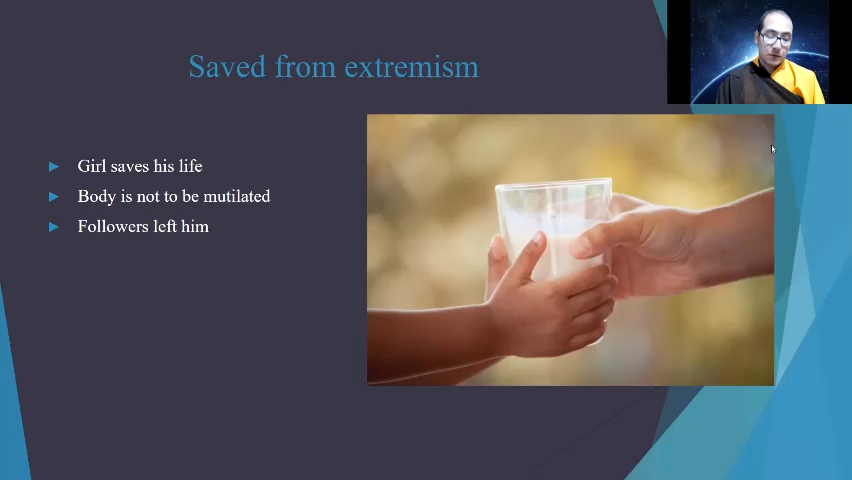 Saved from extremism
Girl saves his life
Body is not to be mutilated
Followers left him